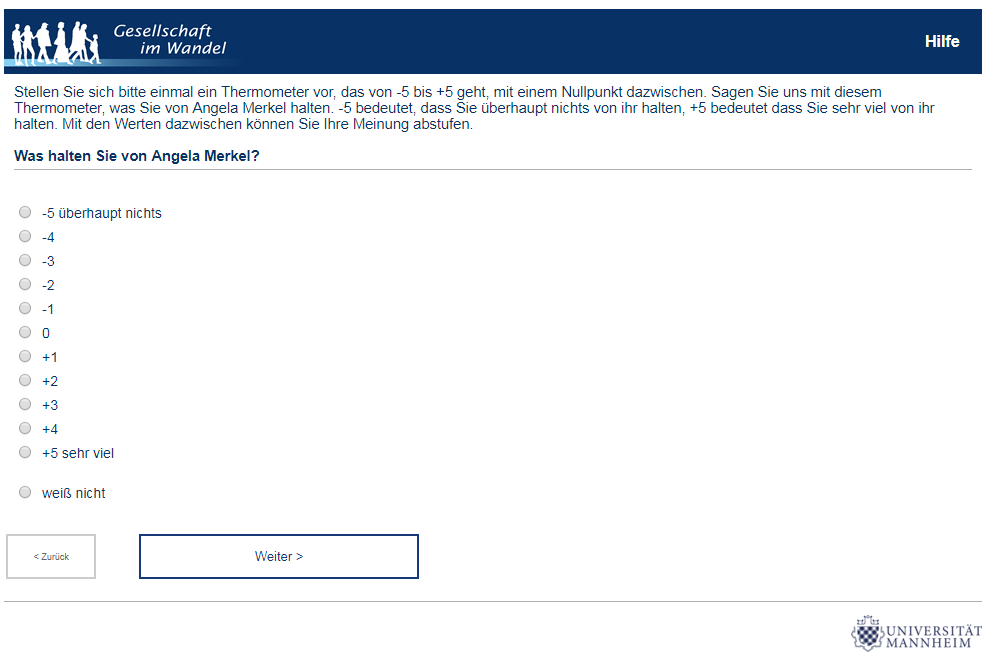 Gesellschaft
im Wandel
Hilfe
Stellen Sie sich bitte einmal ein Thermometer vor, das von -5 bis +5 geht, mit einem Nullpunkt dazwischen. Sagen Sie uns mit diesem
Thermometer, was Sie von Angela Merkel halten. -5 bedeutet, dass Sie überhaupt nichts von ihr halten, +5 bedeutet dass Sie sehr viel von ihr
halten. Mit den Werten dazwischen können Sie Ihre Meinung abstufen.
Was halten Sie von Angela Merkel?
-5 überhaupt nichts
-4
-3
-2
-1
0
+1
+2
+3
+4
+5 sehr viel
weiß nicht
< Zurück
Weiter >
UNIVERSITÄT
MANNHEIM